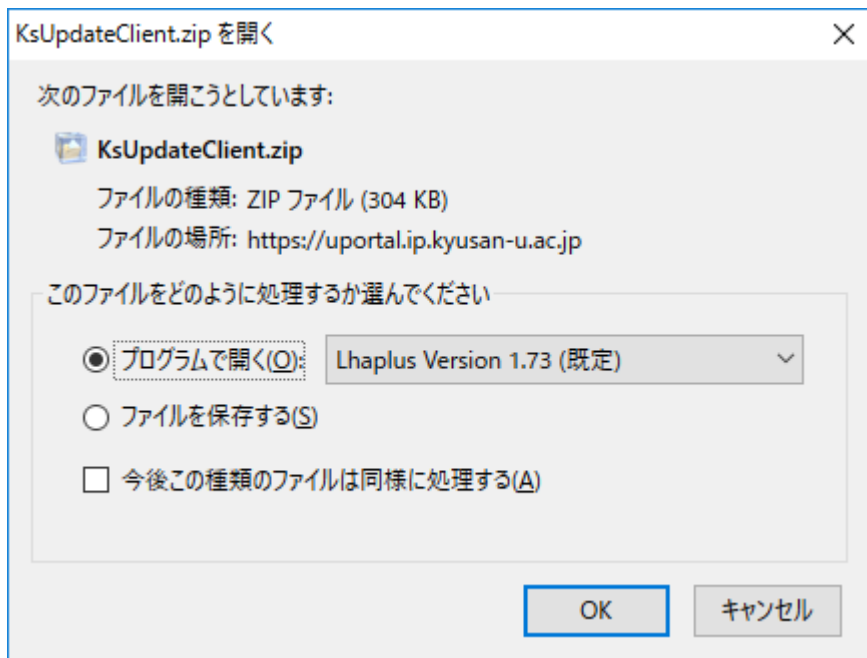 KsUpdateClient.zip を開く
次のファイルを開こうとしています:
KsUpdateClient.zip
ファイルの種類: ZIP ファイル (304 KB)
ファイルの場所: https://uportal.ip.kyusan-u.ac.jp
このファイルをどのように処理するか選んでください
プログラムで開く(O): Lhaplus Version 1.73 (既定)
ファイルを保存する(S)
今後この種類のファイルは同様に処理する(A)
OK キャンセル